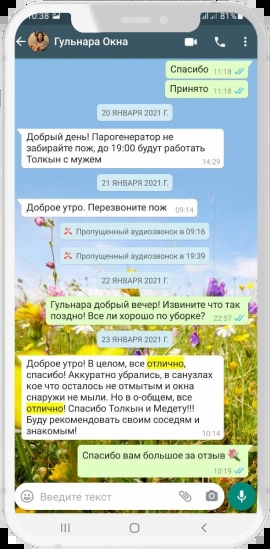 10:38
81%
Гульнара Окна
Спасибо 11:18
Принято 11:18
20 ЯНВАРЯ 2021 Г.
Добрый день! Парогенератор не
забирайте пож, до 19:00 будут работать
Толкын с мужем
14:29
21 ЯНВАРЯ 2021 Г.
Доброе утро. Перезвоните пож 09:14
Пропущенный аудиозвонок в 09:16
Пропущенный аудиозвонок в 19:39
22 ЯНВАРЯ 2021 Г.
Гульнара добрый вечер! Извините что так
поздно! Все ли хорошо по уборке? 22:57
23 ЯНВАРЯ 2021 Г.
Доброе утро! В целом, все отлично,
спасибо! Аккуратно убрались, в санузлах
кое что осталось не отмытым и окна
снаружи не мыли. Но в о-общем, все
отлично! Спасибо Толкын и Медету!!!
Буду рекомендовать своим соседям и
знакомым! 10:14
Спасибо вам большое за отзыв
10:19
Введите текст